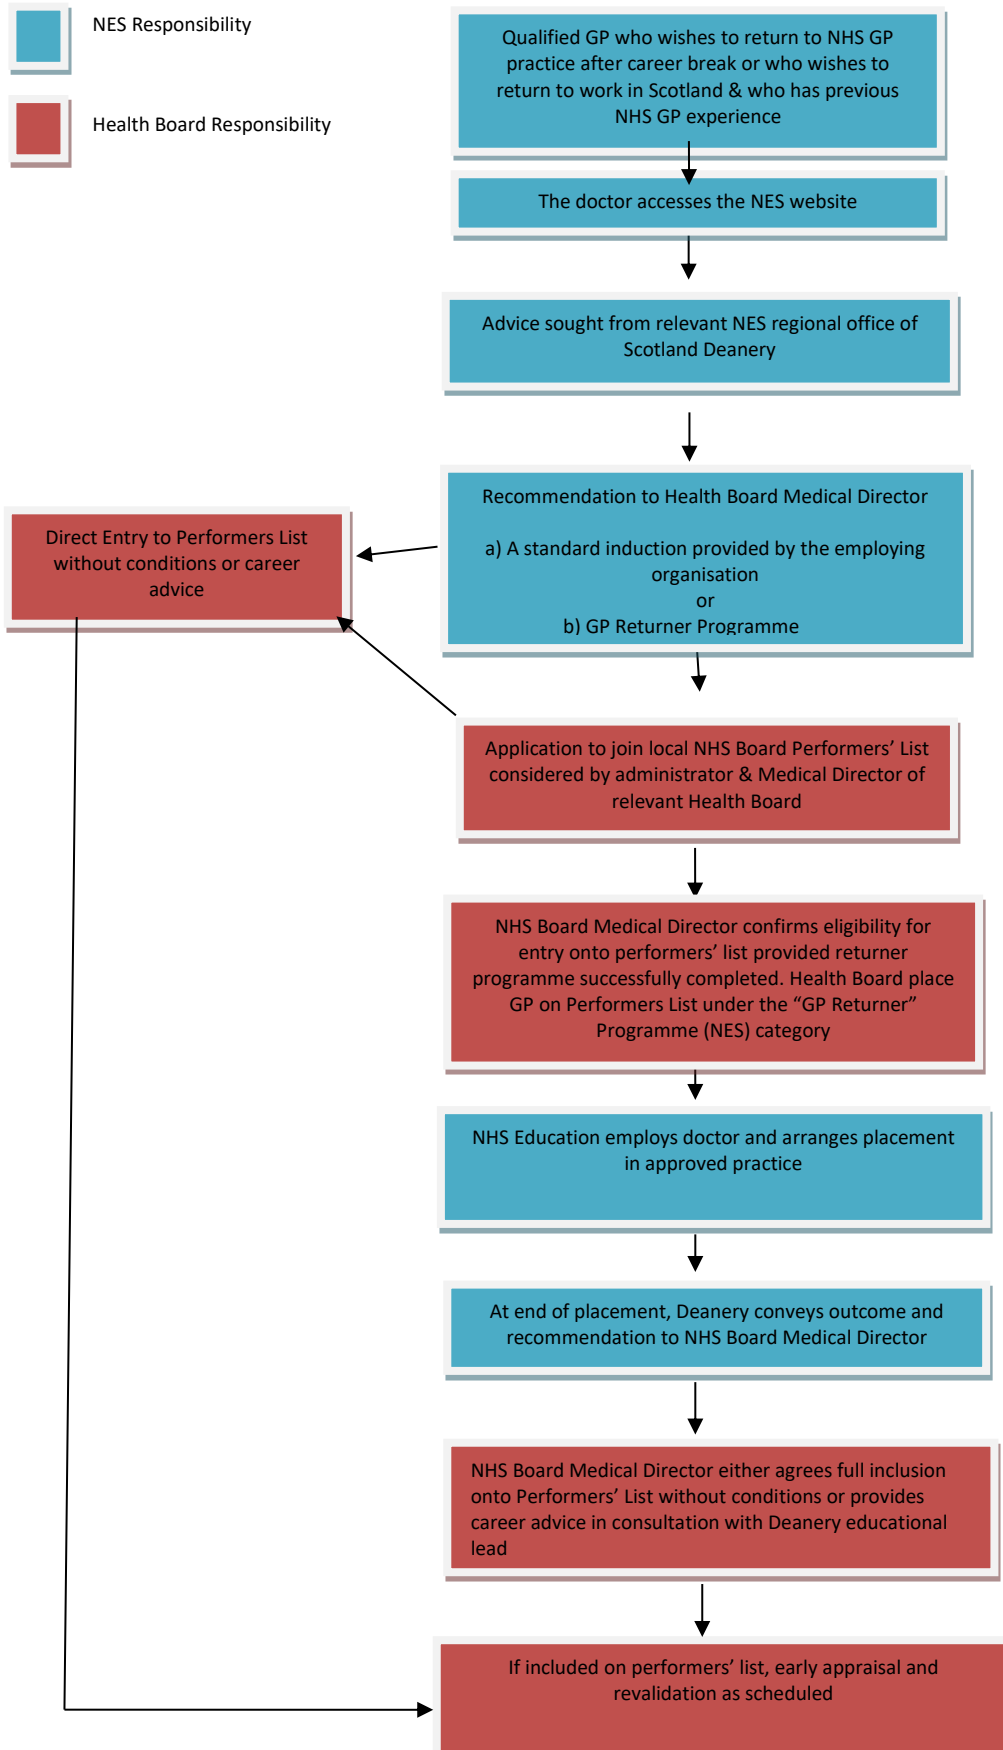 NES Responsibility
Health Board Responsibility
Qualified GP who wishes to return to NHS GP
practice after career break or who wishes to
return to work in Scotland & who has previous
NHS GP experience
The doctor accesses the NES website
Advice sought from relevant NES regional office of
Scotland Deanery
Recommendation to Health Board Medical Director
a) A standard induction provided by the employing
organisation
or
b) GP Returner Programme
Direct Entry to Performers List
without conditions or career
advice
Application to join local NHS Board Performers’ List
considered by administrator & Medical Director of
relevant Health Board
NHS Board Medical Director confirms eligibility for
entry onto performers’ list provided returner
programme successfully completed. Health Board place
GP on Performers List under the “GP Returner”
Programme (NES) category
NHS Education employs doctor and arranges placement
in approved practice
At end of placement, Deanery conveys outcome and
recommendation to NHS Board Medical Director
NHS Board Medical Director either agrees full inclusion
onto Performers’ List without conditions or provides
career advice in consultation with Deanery educational
lead
If included on performers’ list, early appraisal and
revalidation as scheduled